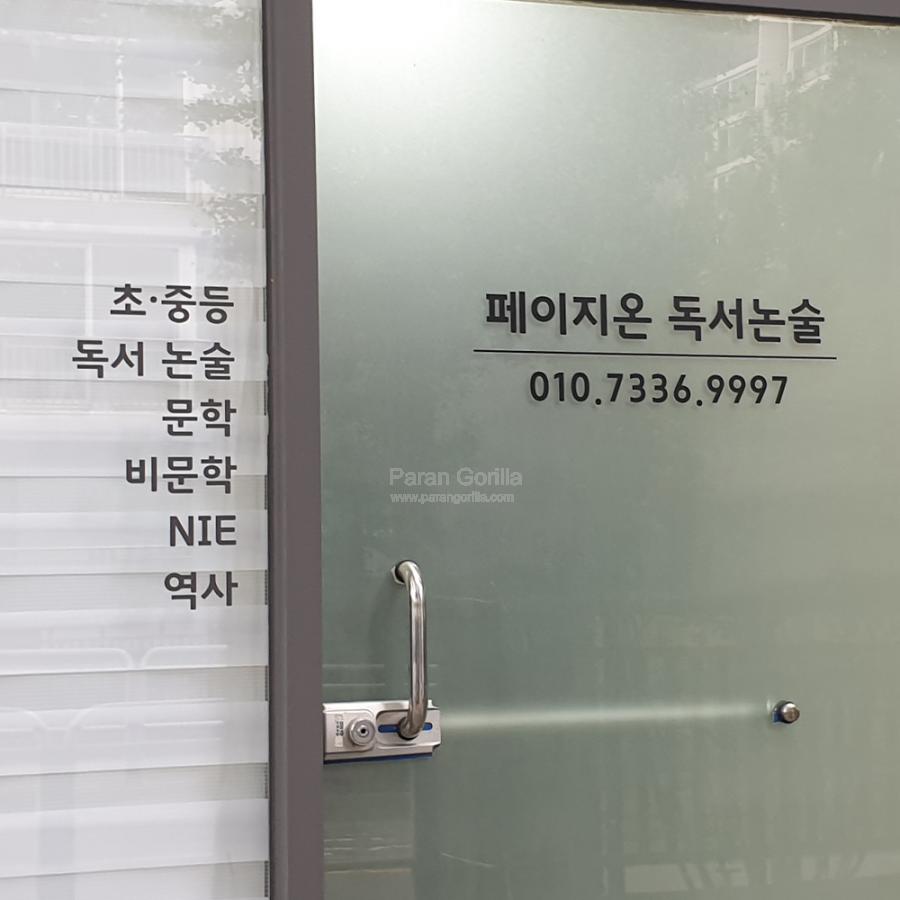 초·중등
독서 논술
문학
비문학
NIE
역사
페이지온 독서논술
010.7336.9997
Paran Gorilla
www.parangorilla.com